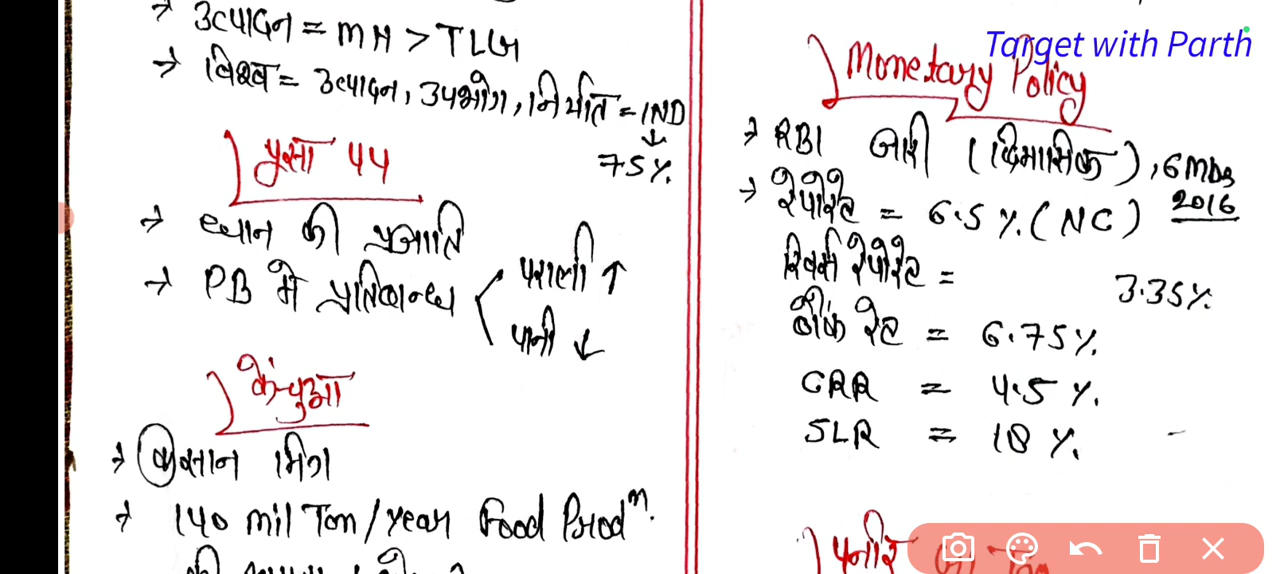 → उत्पादन = MH > TLG
→ विश्व = उत्पादन, उपभोग, निर्यात = IND
↓
75%
पूसा 44
→ धान की प्रजाति
→ PB में प्रतिबन्ध
पराली ↑
पानी ↓
केंचुआ
→ किसान मित्र
→ 140 mil Ton/year Food Prodⁿ.
Target with Parth
Monetary Policy
→ RBI जारी (द्विमासिक), 6 MDs
2016
→ रेपोरेट = 6.5% (NC)
रिवर्स रेपोरेट = 3.35%
बैंक रेट = 6.75%
CRR = 4.5%
SLR = 18%
पनीर